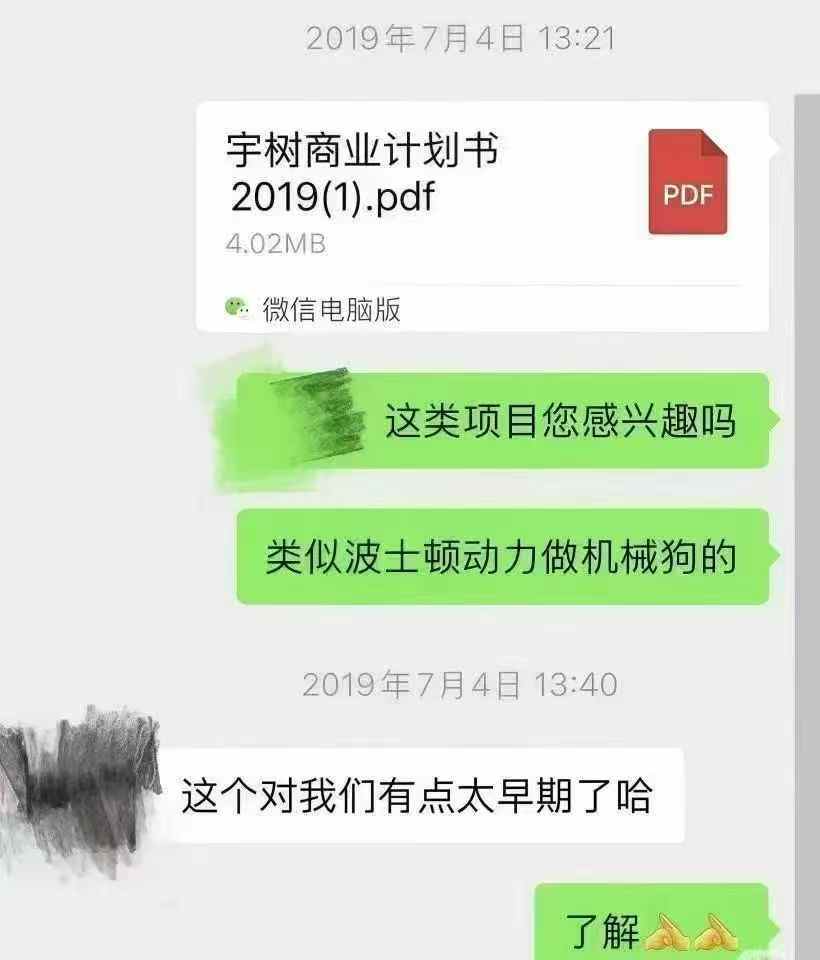 2019年7月4日 13:21
宇树商业计划书
2019(1).pdf
PDF
4.02MB
微信电脑版
这类项目您感兴趣吗
类似波士顿动力做机械狗的
2019年7月4日 13:40
这个对我们有点太早期了哈
了解